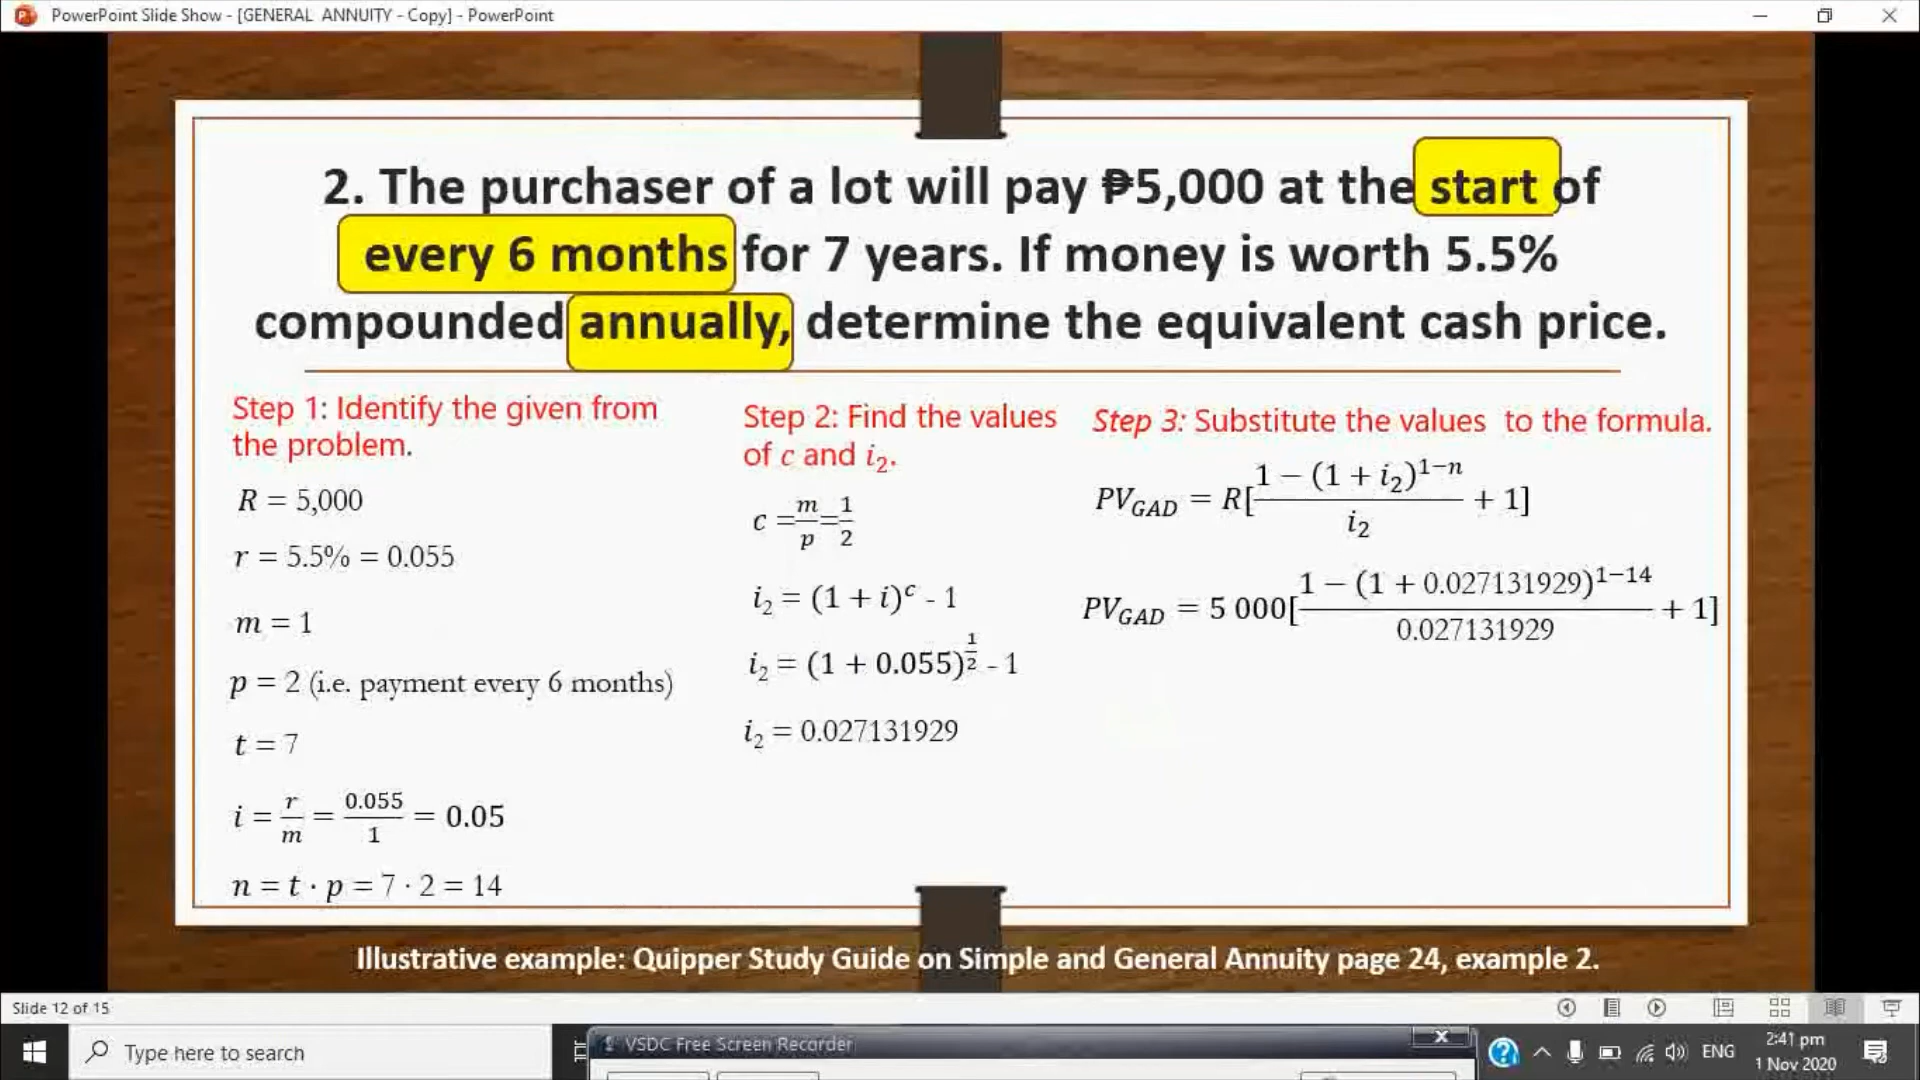 PowerPoint Slide Show - [GENERAL ANNUITY - Copy] - PowerPoint
2. The purchaser of a lot will pay ₱5,000 at the start of
every 6 months for 7 years. If money is worth 5.5%
compounded annually, determine the equivalent cash price.
Step 1: Identify the given from
the problem.
R = 5,000
r = 5.5% = 0.055
m = 1
p = 2 (i.e. payment every 6 months)
t = 7
i = r/m = 0.055/1 = 0.05
n = t · p = 7 · 2 = 14
Step 2: Find the values
of c and i₂.
c = m/p = 1/2
i₂ = (1 + i)ᶜ - 1
i₂ = (1 + 0.055)^(1/2) - 1
i₂ = 0.027131929
Step 3: Substitute the values to the formula.
PV_GAD = R[(1 − (1 + i₂)^(1−n))/i₂ + 1]
PV_GAD = 5 000[(1 − (1 + 0.027131929)^(1−14))/0.027131929 + 1]
Illustrative example: Quipper Study Guide on Simple and General Annuity page 24, example 2.
Slide 12 of 15
Type here to search
VSDC Free Screen Recorder
ENG
2:41 pm
1 Nov 2020